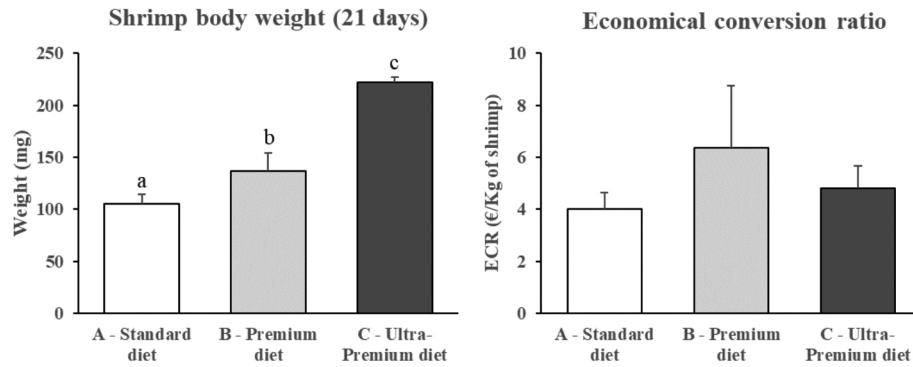 Shrimp body weight (21 days)
Weight (mg)
250
200
150
100
50
0
a
b
c
A - Standard
diet
B - Premium
diet
C - Ultra-
Premium diet
Economical conversion ratio
ECR (€/Kg of shrimp)
10
8
6
4
2
0
A - Standard
diet
B - Premium
diet
C - Ultra-
Premium diet